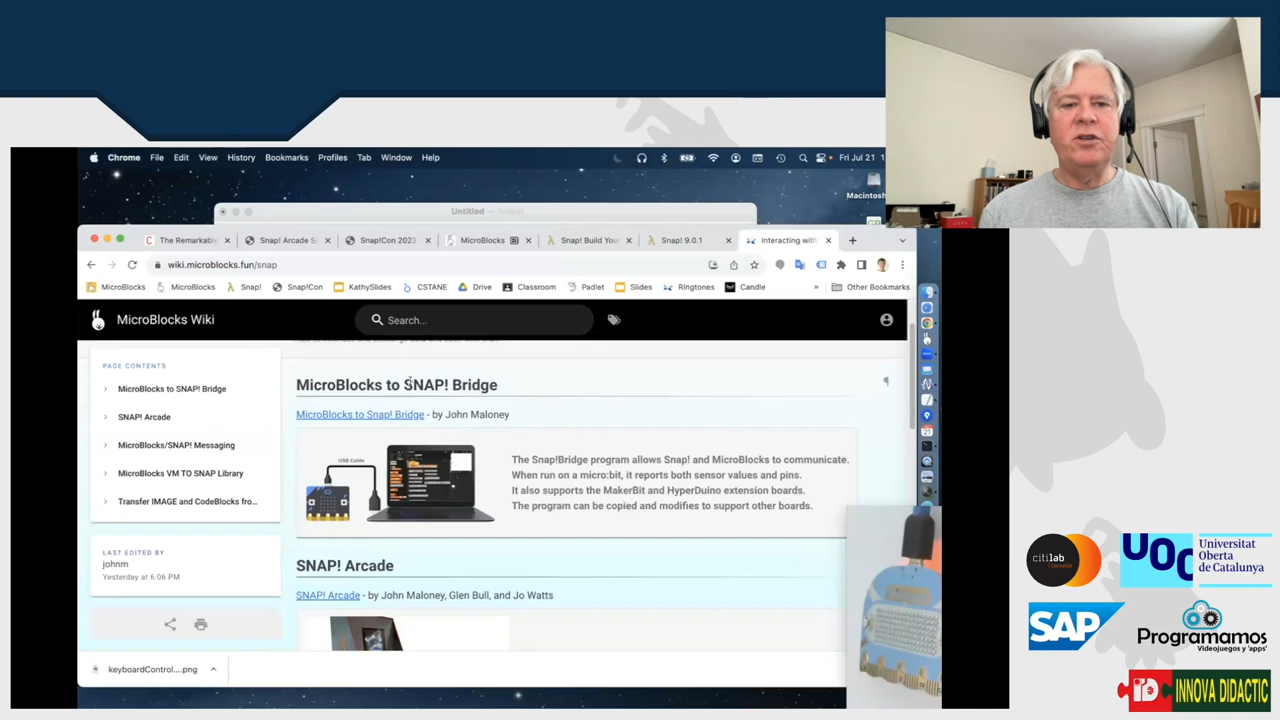 Chrome File Edit View History Bookmarks Profiles Tab Window Help
Fri Jul 21
Macintosh
Untitled
The Remarkable
Snap! Arcade S
Snap!Con 2023
MicroBlocks
Snap! Build You
Snap! 9.0.1
Interacting with
wiki.microblocks.fun/snap
MicroBlocks
MicroBlocks
Snap!
Snap!Con
KathySlides
CSTANE
Drive
Classroom
Padlet
Slides
RIngtones
Candle
»
Other Bookmarks
MicroBlocks Wiki
Search...
PAGE CONTENTS
MicroBlocks to SNAP! Bridge
SNAP! Arcade
MicroBlocks/SNAP! Messaging
MicroBlocks VM TO SNAP Library
Transfer IMAGE and CodeBlocks fro...
LAST EDITED BY
johnm
Yesterday at 6:06 PM
MicroBlocks to SNAP! Bridge
¶
MicroBlocks to Snap! Bridge - by John Maloney
USB Cable
The Snap!Bridge program allows Snap! and MicroBlocks to communicate.
When run on a micro:bit, it reports both sensor values and pins.
It also supports the MakerBit and HyperDuino extension boards.
The program can be copied and modifies to support other boards.
SNAP! Arcade
SNAP! Arcade - by John Maloney, Glen Bull, and Jo Watts
keyboardControl....png
citilab
Cornellà
UOC
Universitat
Oberta
de Catalunya
SAP
Programamos
Videojuegos y 'apps'
iD INNOVA DIDACTIC